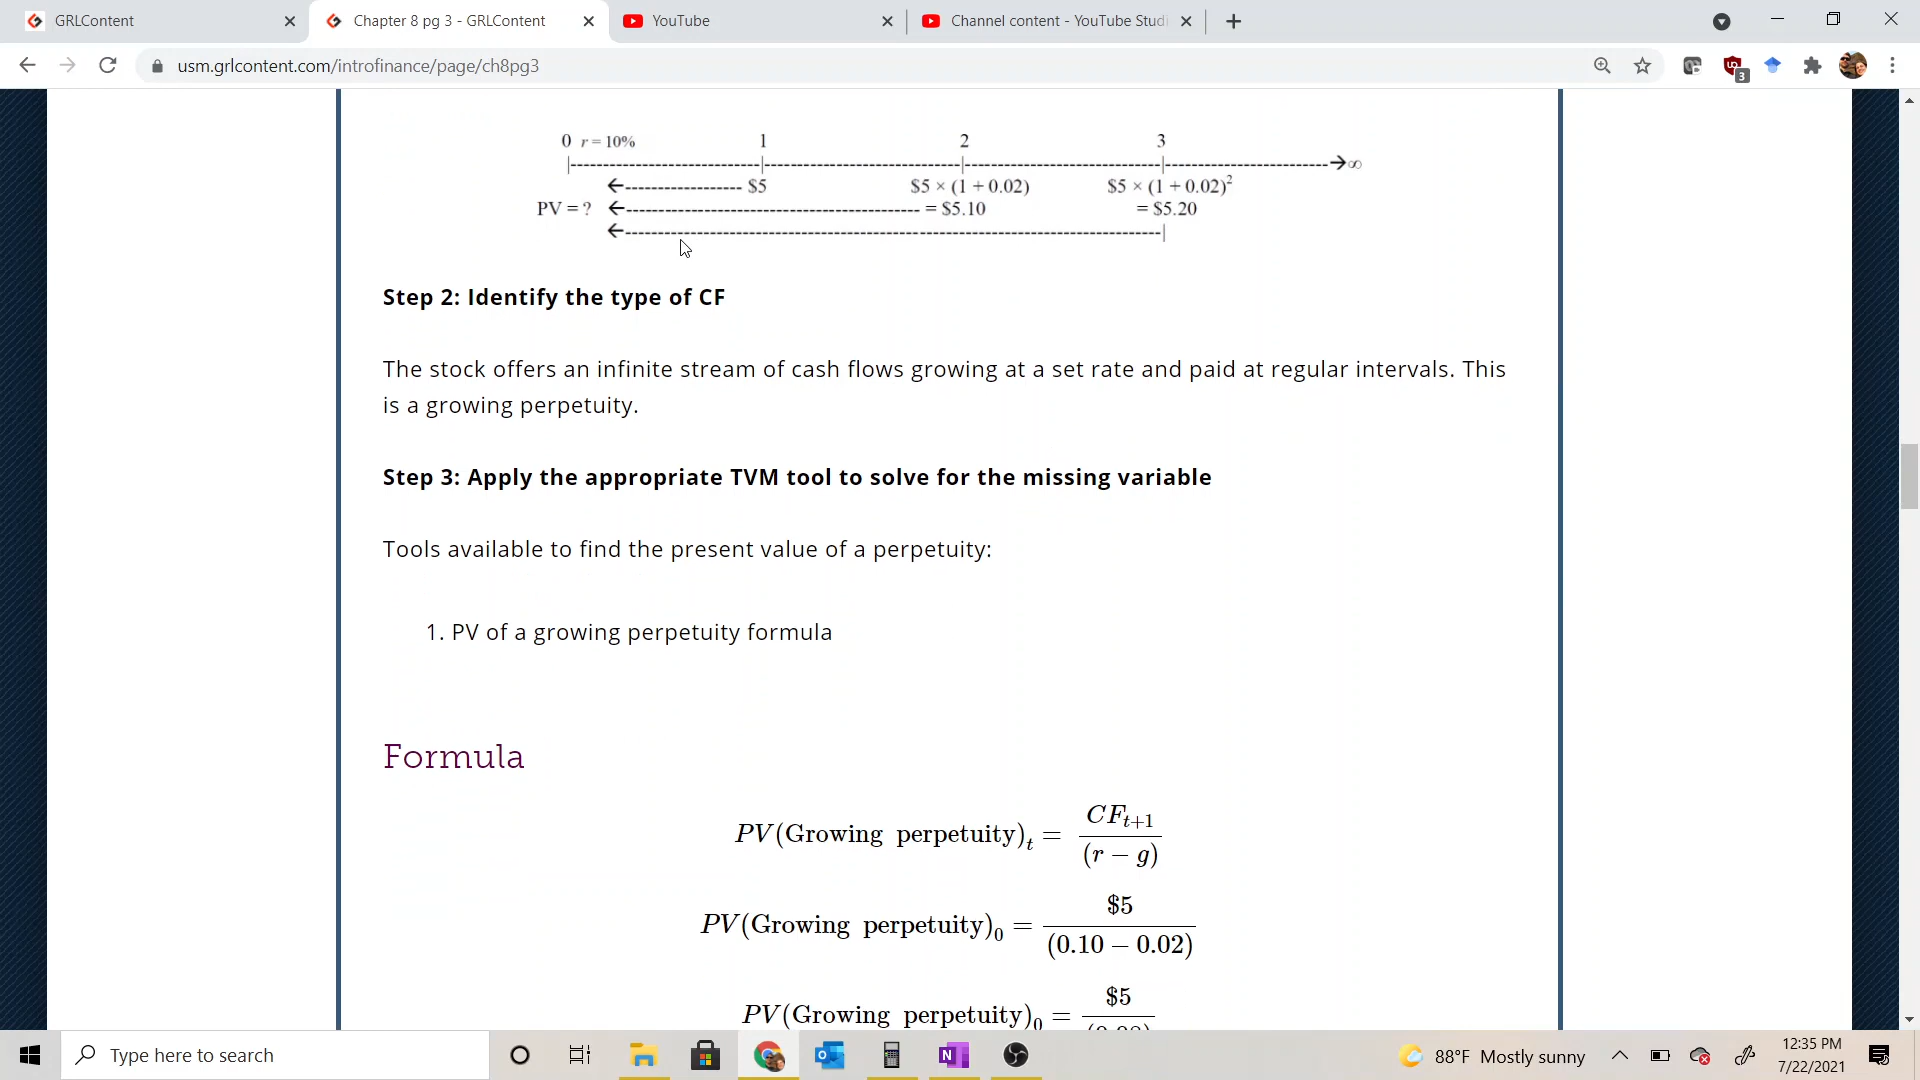 GRLContent
Chapter 8 pg 3 - GRLContent
YouTube
Channel content - YouTube Studi
usm.grlcontent.com/introfinance/page/ch8pg3
3
0 r = 10% 1 2 3
∞
$5 $5 × (1 + 0.02) $5 × (1 + 0.02)²
PV = ? = $5.10 = $5.20
Step 2: Identify the type of CF
The stock offers an infinite stream of cash flows growing at a set rate and paid at regular intervals. This
is a growing perpetuity.
Step 3: Apply the appropriate TVM tool to solve for the missing variable
Tools available to find the present value of a perpetuity:
1. PV of a growing perpetuity formula
Formula
PV(Growing perpetuity)ₜ = CFₜ₊₁ / (r − g)
PV(Growing perpetuity)₀ = $5 / (0.10 − 0.02)
PV(Growing perpetuity)₀ = $5
Type here to search
88°F Mostly sunny
12:35 PM
7/22/2021